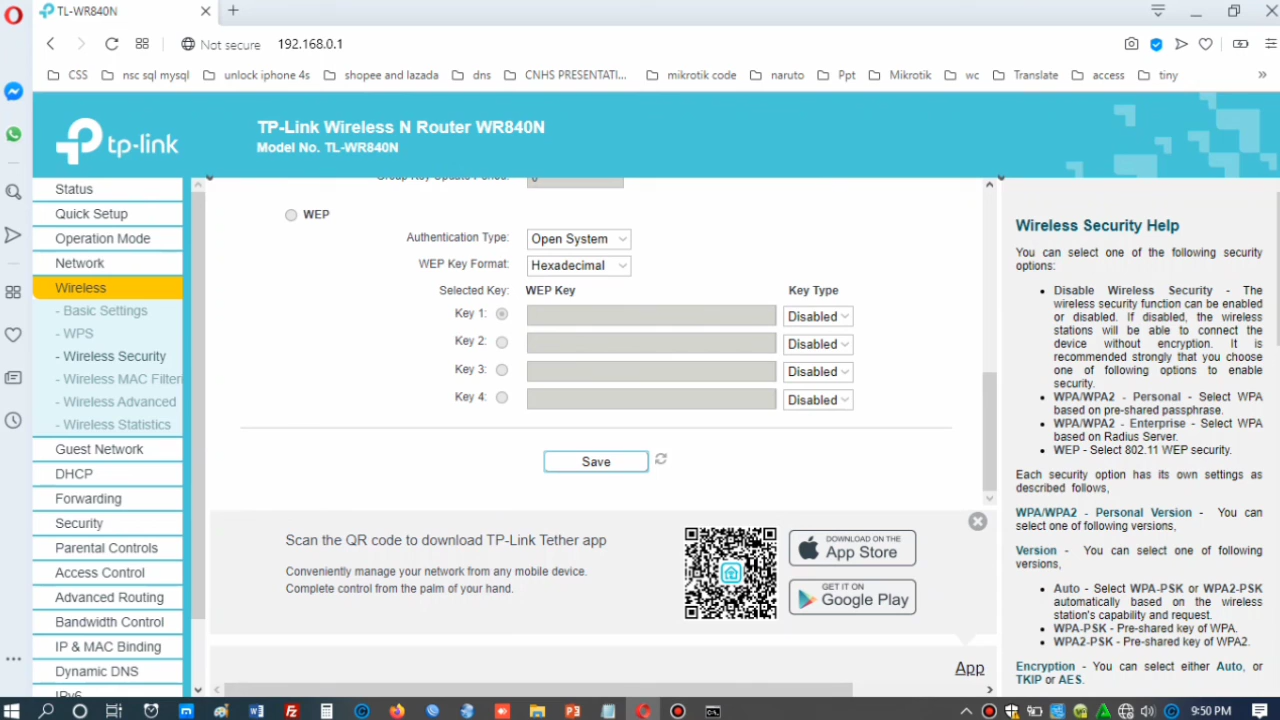 TL-WR840N
Not secure
192.168.0.1
CSS
nsc sql mysql
unlock iphone 4s
shopee and lazada
dns
CNHS PRESENTATI...
mikrotik code
naruto
Ppt
Mikrotik
wc
Translate
access
tiny
tp-link
TP-Link Wireless N Router WR840N
Model No. TL-WR840N
Status
Quick Setup
Operation Mode
Network
Wireless
- Basic Settings
- WPS
- Wireless Security
- Wireless MAC Filteri
- Wireless Advanced
- Wireless Statistics
Guest Network
DHCP
Forwarding
Security
Parental Controls
Access Control
Advanced Routing
Bandwidth Control
IP & MAC Binding
Dynamic DNS
IPv6
Group Key Update Period:
0
WEP
Authentication Type:
Open System
WEP Key Format:
Hexadecimal
Selected Key:
WEP Key
Key Type
Key 1:
Disabled
Key 2:
Disabled
Key 3:
Disabled
Key 4:
Disabled
Save
Scan the QR code to download TP-Link Tether app
Conveniently manage your network from any mobile device.
Complete control from the palm of your hand.
DOWNLOAD ON THE
App Store
GET IT ON
Google Play
App
Wireless Security Help
You can select one of the following security
options:
Disable Wireless Security - The
wireless security function can be enabled
or disabled. If disabled, the wireless
stations will be able to connect the
device without encryption. It is
recommended strongly that you choose
one of following options to enable
security.
WPA/WPA2 - Personal - Select WPA
based on pre-shared passphrase.
WPA/WPA2 - Enterprise - Select WPA
based on Radius Server.
WEP - Select 802.11 WEP security.
Each security option has its own settings as
described follows,
WPA/WPA2 - Personal Version - You can
select one of following versions,
Version - You can select one of following
versions,
Auto - Select WPA-PSK or WPA2-PSK
automatically based on the wireless
station's capability and request.
WPA-PSK - Pre-shared key of WPA.
WPA2-PSK - Pre-shared key of WPA2.
Encryption - You can select either Auto, or
TKIP or AES.
9:50 PM